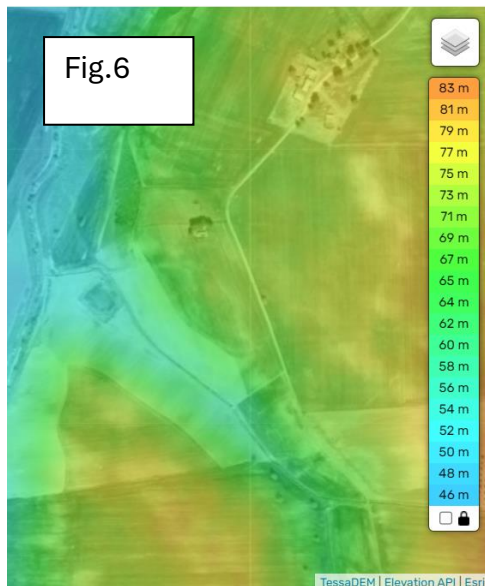 Fig.6
83 m
81 m
79 m
77 m
75 m
73 m
71 m
69 m
67 m
65 m
64 m
62 m
60 m
58 m
56 m
54 m
52 m
50 m
48 m
46 m
TessaDEM | Elevation API | Esri